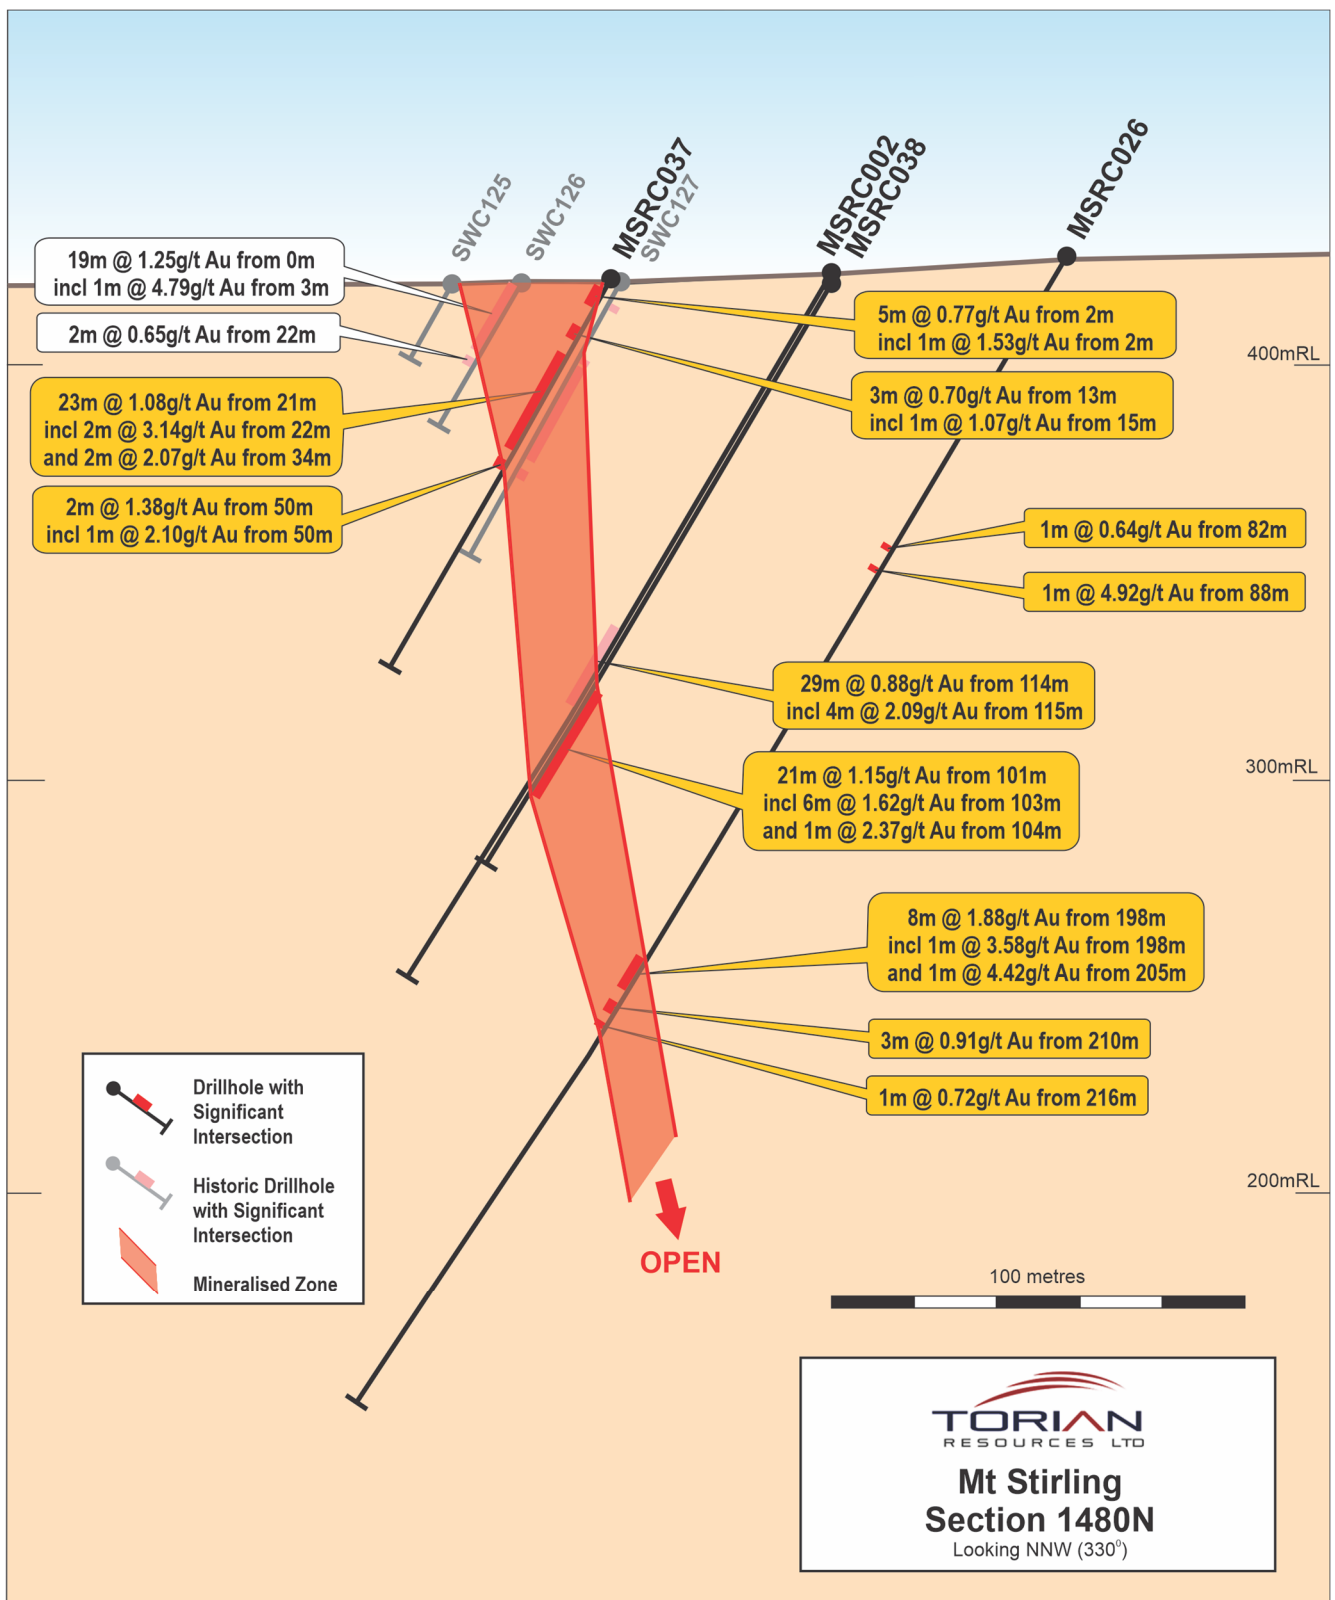 SWC125
SWC126
MSRC037
SWC127
MSRC002
MSRC038
MSRC026
19m @ 1.25g/t Au from 0m
incl 1m @ 4.79g/t Au from 3m
2m @ 0.65g/t Au from 22m
23m @ 1.08g/t Au from 21m
incl 2m @ 3.14g/t Au from 22m
and 2m @ 2.07g/t Au from 34m
2m @ 1.38g/t Au from 50m
incl 1m @ 2.10g/t Au from 50m
5m @ 0.77g/t Au from 2m
incl 1m @ 1.53g/t Au from 2m
400mRL
3m @ 0.70g/t Au from 13m
incl 1m @ 1.07g/t Au from 15m
1m @ 0.64g/t Au from 82m
1m @ 4.92g/t Au from 88m
29m @ 0.88g/t Au from 114m
incl 4m @ 2.09g/t Au from 115m
300mRL
21m @ 1.15g/t Au from 101m
incl 6m @ 1.62g/t Au from 103m
and 1m @ 2.37g/t Au from 104m
8m @ 1.88g/t Au from 198m
incl 1m @ 3.58g/t Au from 198m
and 1m @ 4.42g/t Au from 205m
3m @ 0.91g/t Au from 210m
1m @ 0.72g/t Au from 216m
200mRL
OPEN
Drillhole with
Significant
Intersection
Historic Drillhole
with Significant
Intersection
Mineralised Zone
100 metres
TORIAN
RESOURCES LTD
Mt Stirling
Section 1480N
Looking NNW (330⁰)